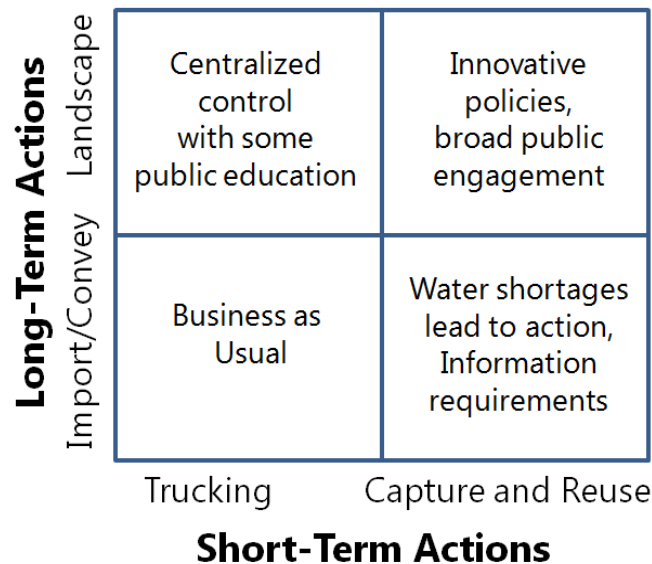 Long-Term Actions
Landscape
Import/Convey
Centralized
control
with some
public education
Innovative
policies,
broad public
engagement
Business as
Usual
Water shortages
lead to action,
Information
requirements
Trucking
Capture and Reuse
Short-Term Actions